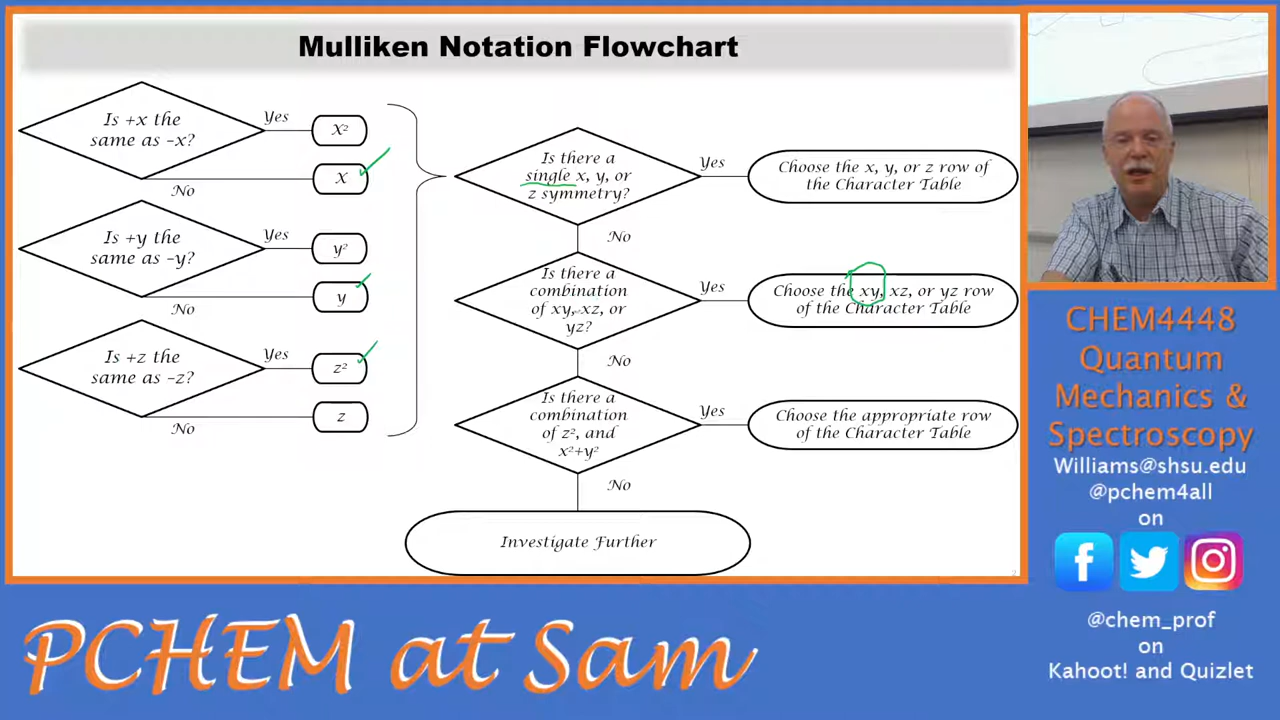 Mulliken Notation Flowchart
Is +x the
same as –x?
Yes
x²
No
x
Is +y the
same as –y?
Yes
y²
No
y
Is +z the
same as –z?
Yes
z²
No
z
Is there a
single x, y, or
z symmetry?
Yes
Choose the x, y, or z row of
the Character Table
No
Is there a
combination
of xy, xz, or
yz?
Yes
Choose the xy, xz, or yz row
of the Character Table
No
Is there a
combination
of z², and
x²+y²
Yes
Choose the appropriate row
of the Character Table
No
Investigate Further
CHEM4448
Quantum
Mechanics &
Spectroscopy
Williams@shsu.edu
@pchem4all
on
@chem_prof
on
Kahoot! and Quizlet
PCHEM at Sam